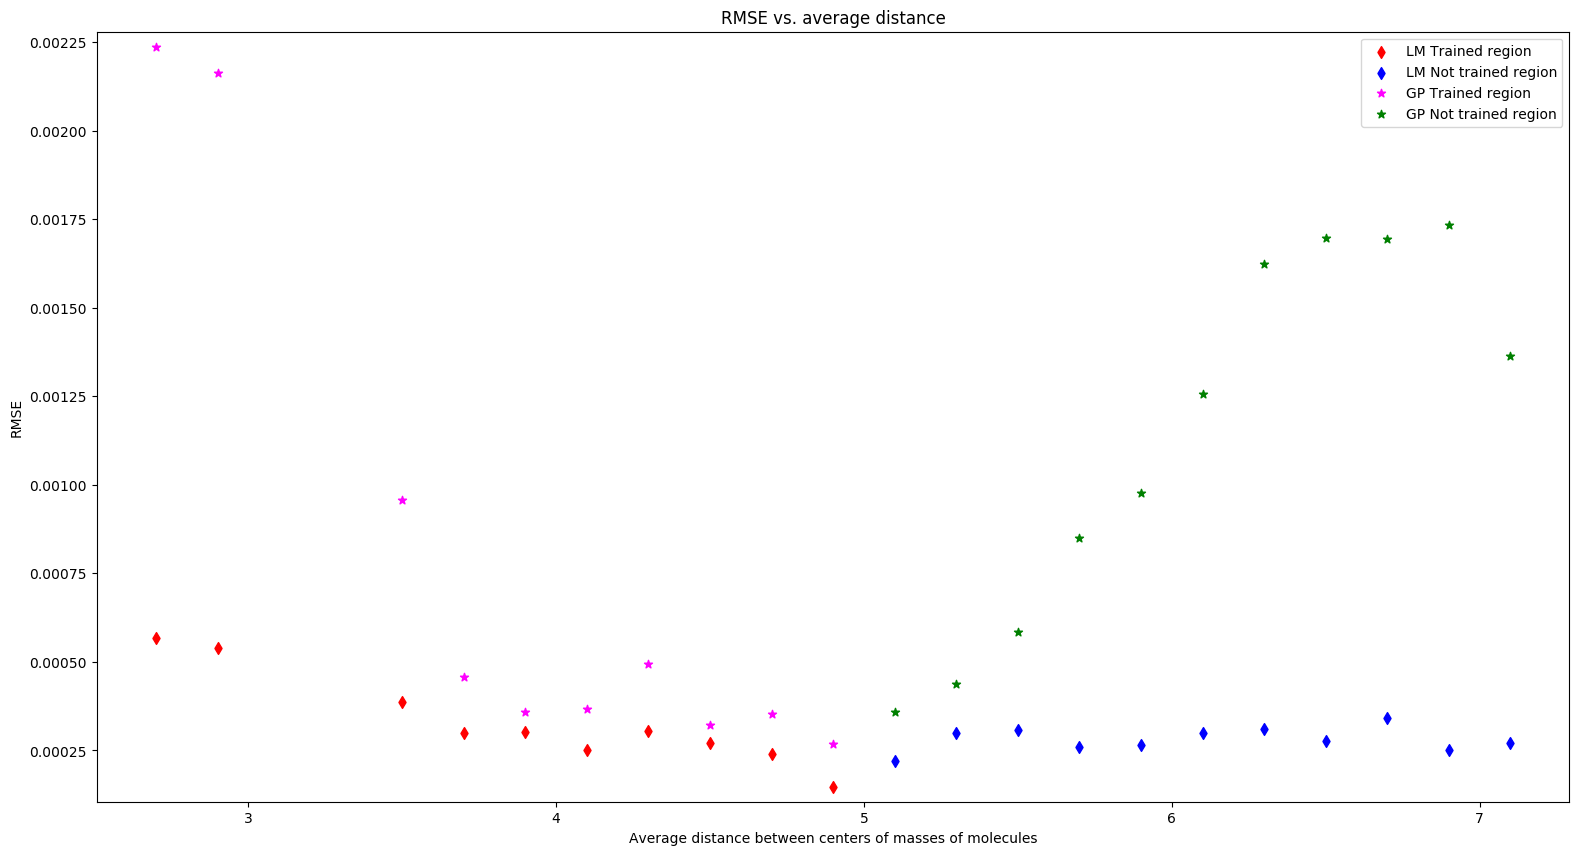 RMSE vs. average distance
LM Trained region
LM Not trained region
GP Trained region
GP Not trained region
RMSE
0.00225
0.00200
0.00175
0.00150
0.00125
0.00100
0.00075
0.00050
0.00025
3 4 5 6 7
Average distance between centers of masses of molecules